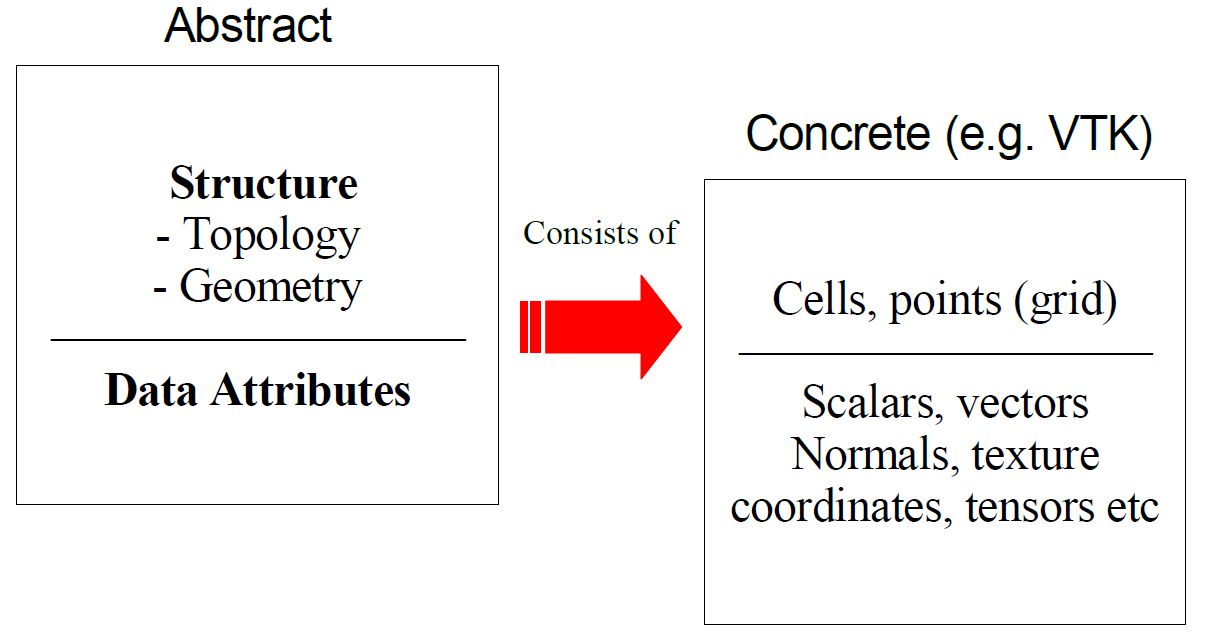 Abstract
Structure
- Topology
- Geometry
Data Attributes
Consists of
Concrete (e.g. VTK)
Cells, points (grid)
Scalars, vectors
Normals, texture
coordinates, tensors etc